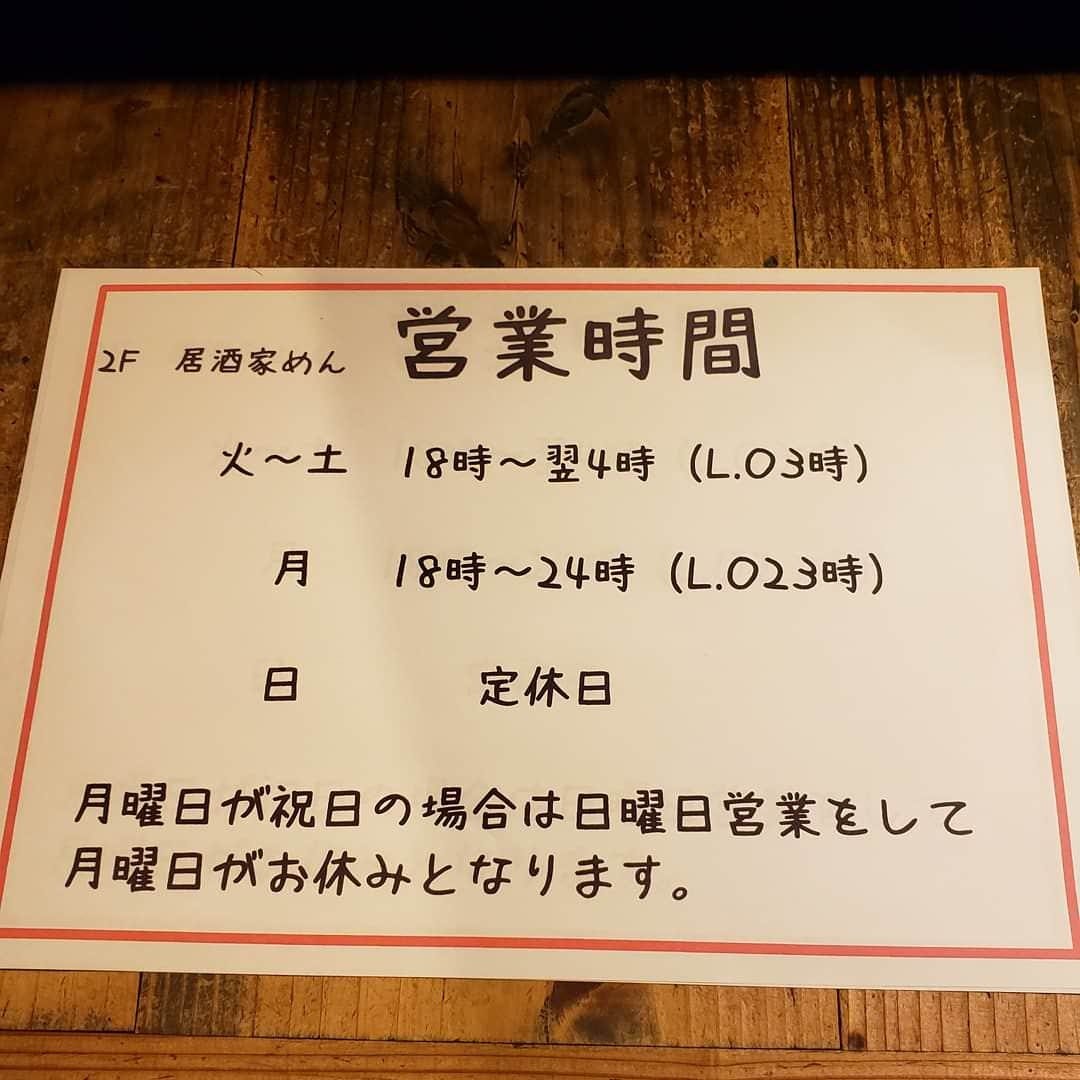 営業時間
2F 居酒家めん
火～土 18時～翌4時 (L.O3時)
月 18時～24時 (L.O23時)
日 定休日
月曜日が祝日の場合は日曜日営業をして
月曜日がお休みとなります。